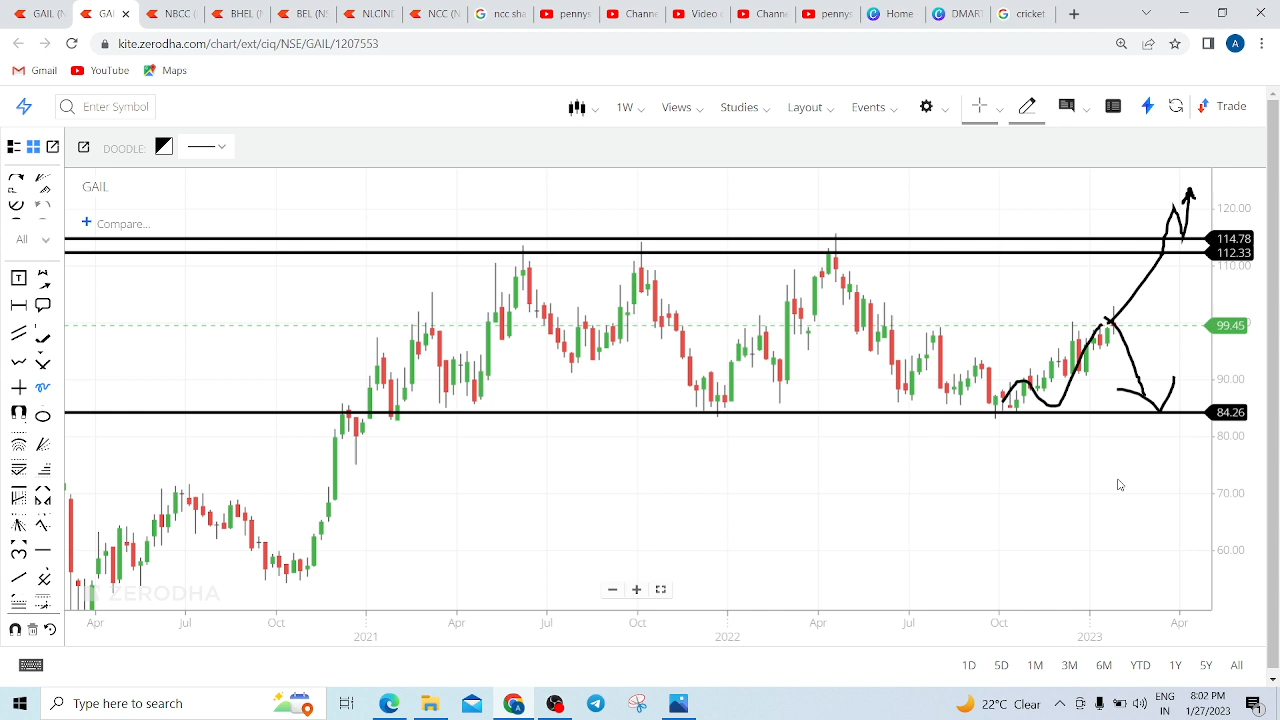 GAIL (N
GAIL (
NCC (
BHEL (
BEL (NS
NLCINE
NCC (N
ncc sha
pennys
Channe
Video c
Channe
pennys
Home
DMART
cricket
kite.zerodha.com/chart/ext/ciq/NSE/GAIL/1207553
A
Gmail
YouTube
Maps
Enter Symbol
1W
Views
Studies
Layout
Events
Trade
DOODLE:
GAIL
Compare...
All
120.00
114.78
112.33
110.00
99.45
90.00
84.26
80.00
70.00
60.00
ZERODHA
Apr
Jul
Oct
2021
Apr
Jul
Oct
2022
Apr
Jul
Oct
2023
Apr
1D
5D
1M
3M
6M
YTD
1Y
5Y
All
Type here to search
22°C Clear
ENG
IN
8:02 PM
1/27/2023
1